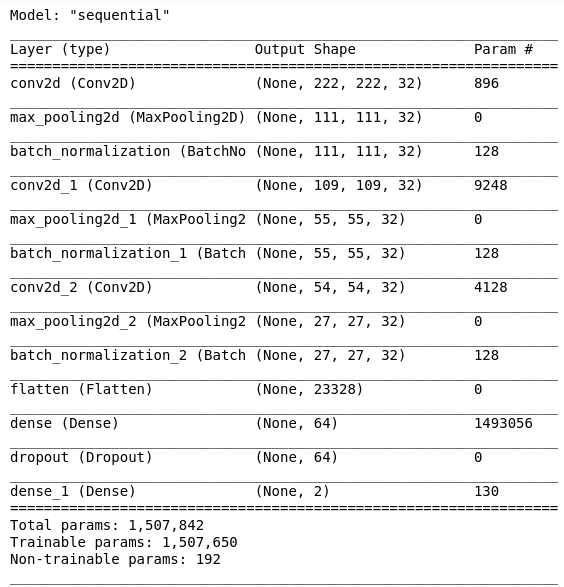 Model: "sequential"
_________________________________________________________________
Layer (type)                 Output Shape              Param #
=================================================================
conv2d (Conv2D)              (None, 222, 222, 32)      896
_________________________________________________________________
max_pooling2d (MaxPooling2D) (None, 111, 111, 32)      0
_________________________________________________________________
batch_normalization (BatchNo (None, 111, 111, 32)      128
_________________________________________________________________
conv2d_1 (Conv2D)            (None, 109, 109, 32)      9248
_________________________________________________________________
max_pooling2d_1 (MaxPooling2 (None, 55, 55, 32)        0
_________________________________________________________________
batch_normalization_1 (Batch (None, 55, 55, 32)        128
_________________________________________________________________
conv2d_2 (Conv2D)            (None, 54, 54, 32)        4128
_________________________________________________________________
max_pooling2d_2 (MaxPooling2 (None, 27, 27, 32)        0
_________________________________________________________________
batch_normalization_2 (Batch (None, 27, 27, 32)        128
_________________________________________________________________
flatten (Flatten)            (None, 23328)             0
_________________________________________________________________
dense (Dense)                (None, 64)                1493056
_________________________________________________________________
dropout (Dropout)            (None, 64)                0
_________________________________________________________________
dense_1 (Dense)              (None, 2)                 130
=================================================================
Total params: 1,507,842
Trainable params: 1,507,650
Non-trainable params: 192
_________________________________________________________________